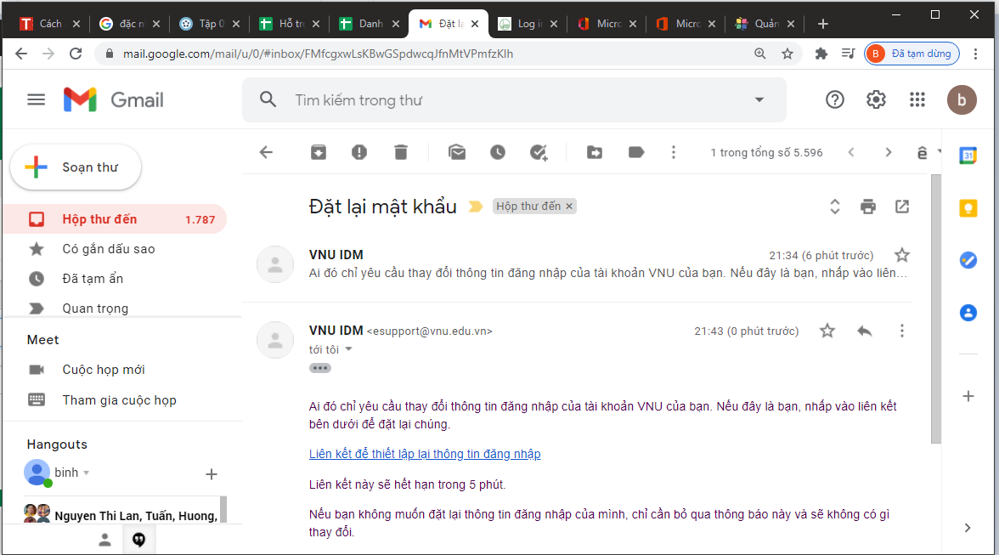 Cách
đặc n
Tập 0
Hỗ tr
Danh
Đặt lạ
Log i
Micro
Micro
Quản
mail.google.com/mail/u/0/#inbox/FMfcgxwLsKBwGSpdwcqJfnMtVPmfzKlh
B Đã tạm dừng
Gmail
Tìm kiếm trong thư
b
Soạn thư
1 trong tổng số 5.596
ê
31
Hộp thư đến 1.787
Có gắn dấu sao
Đã tạm ẩn
Quan trọng
Meet
Cuộc họp mới
Tham gia cuộc họp
Hangouts
binh
Nguyen Thi Lan, Tuấn, Huong,
Đặt lại mật khẩu Hộp thư đến
VNU IDM 21:34 (6 phút trước)
Ai đó chỉ yêu cầu thay đổi thông tin đăng nhập của tài khoản VNU của bạn. Nếu đây là bạn, nhấp vào liên...
VNU IDM <esupport@vnu.edu.vn> 21:43 (0 phút trước)
tới tôi
Ai đó chỉ yêu cầu thay đổi thông tin đăng nhập của tài khoản VNU của bạn. Nếu đây là bạn, nhấp vào liên kết
bên dưới để đặt lại chúng.
Liên kết để thiết lập lại thông tin đăng nhập
Liên kết này sẽ hết hạn trong 5 phút.
Nếu bạn không muốn đặt lại thông tin đăng nhập của mình, chỉ cần bỏ qua thông báo này và sẽ không có gì
thay đổi.